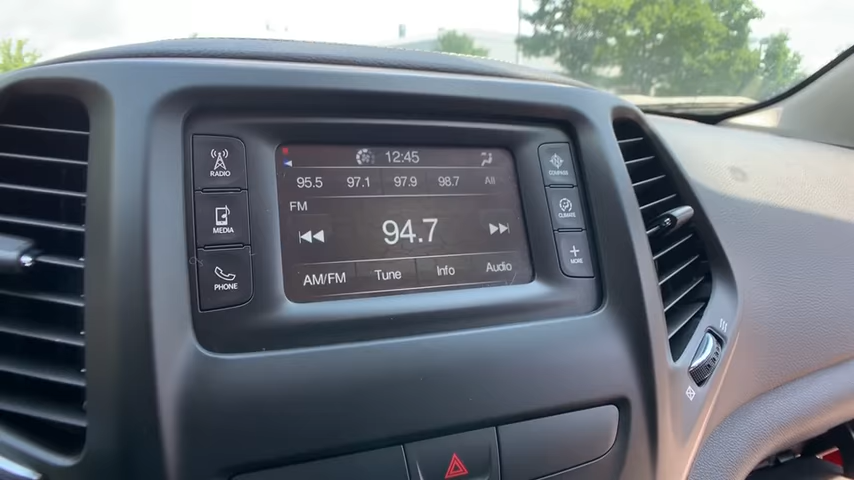 RADIO
MEDIA
PHONE
12:45
95.5 97.1 97.9 98.7 All
FM
94.7
AM/FM Tune Info Audio
COMPASS
CLIMATE
MORE